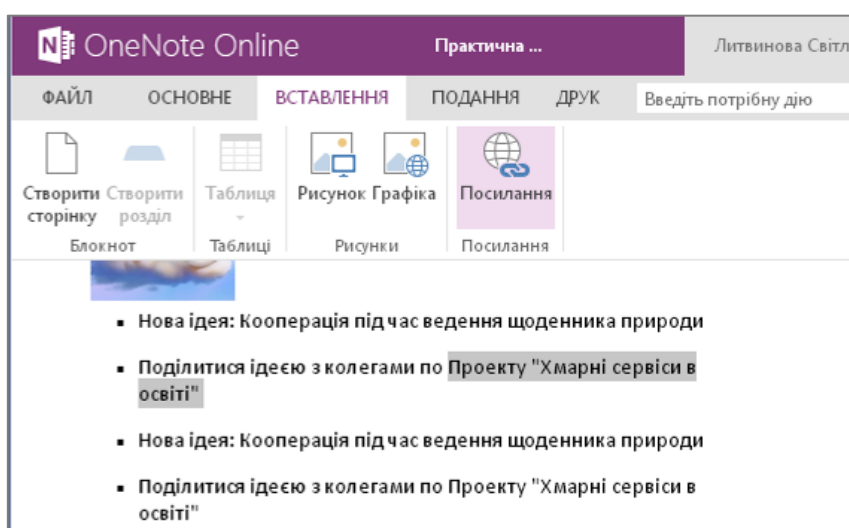 OneNote Online Практична ... Литвинова Світл
ФАЙЛ ОСНОВНЕ ВСТАВЛЕННЯ ПОДАННЯ ДРУК Введіть потрібну дію
Створити Створити Таблиця Рисунок Графіка Посилання
сторінку розділ
Блокнот Таблиці Рисунки Посилання
▪ Нова ідея: Кооперація під час ведення щоденника природи
▪ Поділитися ідеєю з колегами по Проекту "Хмарні сервіси в
освіті"
▪ Нова ідея: Кооперація під час ведення щоденника природи
▪ Поділитися ідеєю з колегами по Проекту "Хмарні сервіси в
освіті"